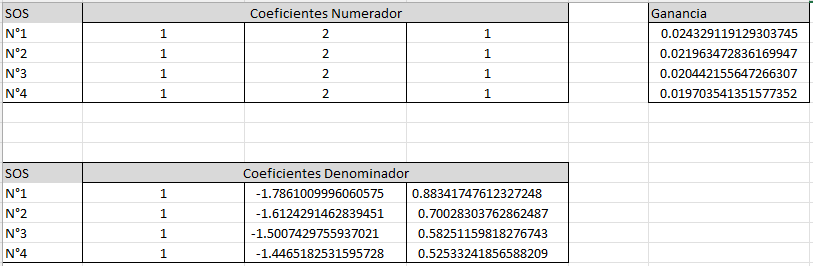 SOS Coeficientes Numerador Ganancia
N°1 1 2 1 0.024329119129303745
N°2 1 2 1 0.021963472836169947
N°3 1 2 1 0.020442155647266307
N°4 1 2 1 0.019703541351577352
SOS Coeficientes Denominador
N°1 1 -1.7861009996060575 0.88341747612327248
N°2 1 -1.6124291462839451 0.70028303762862487
N°3 1 -1.5007429755937021 0.58251159818276743
N°4 1 -1.4465182531595728 0.52533241856588209